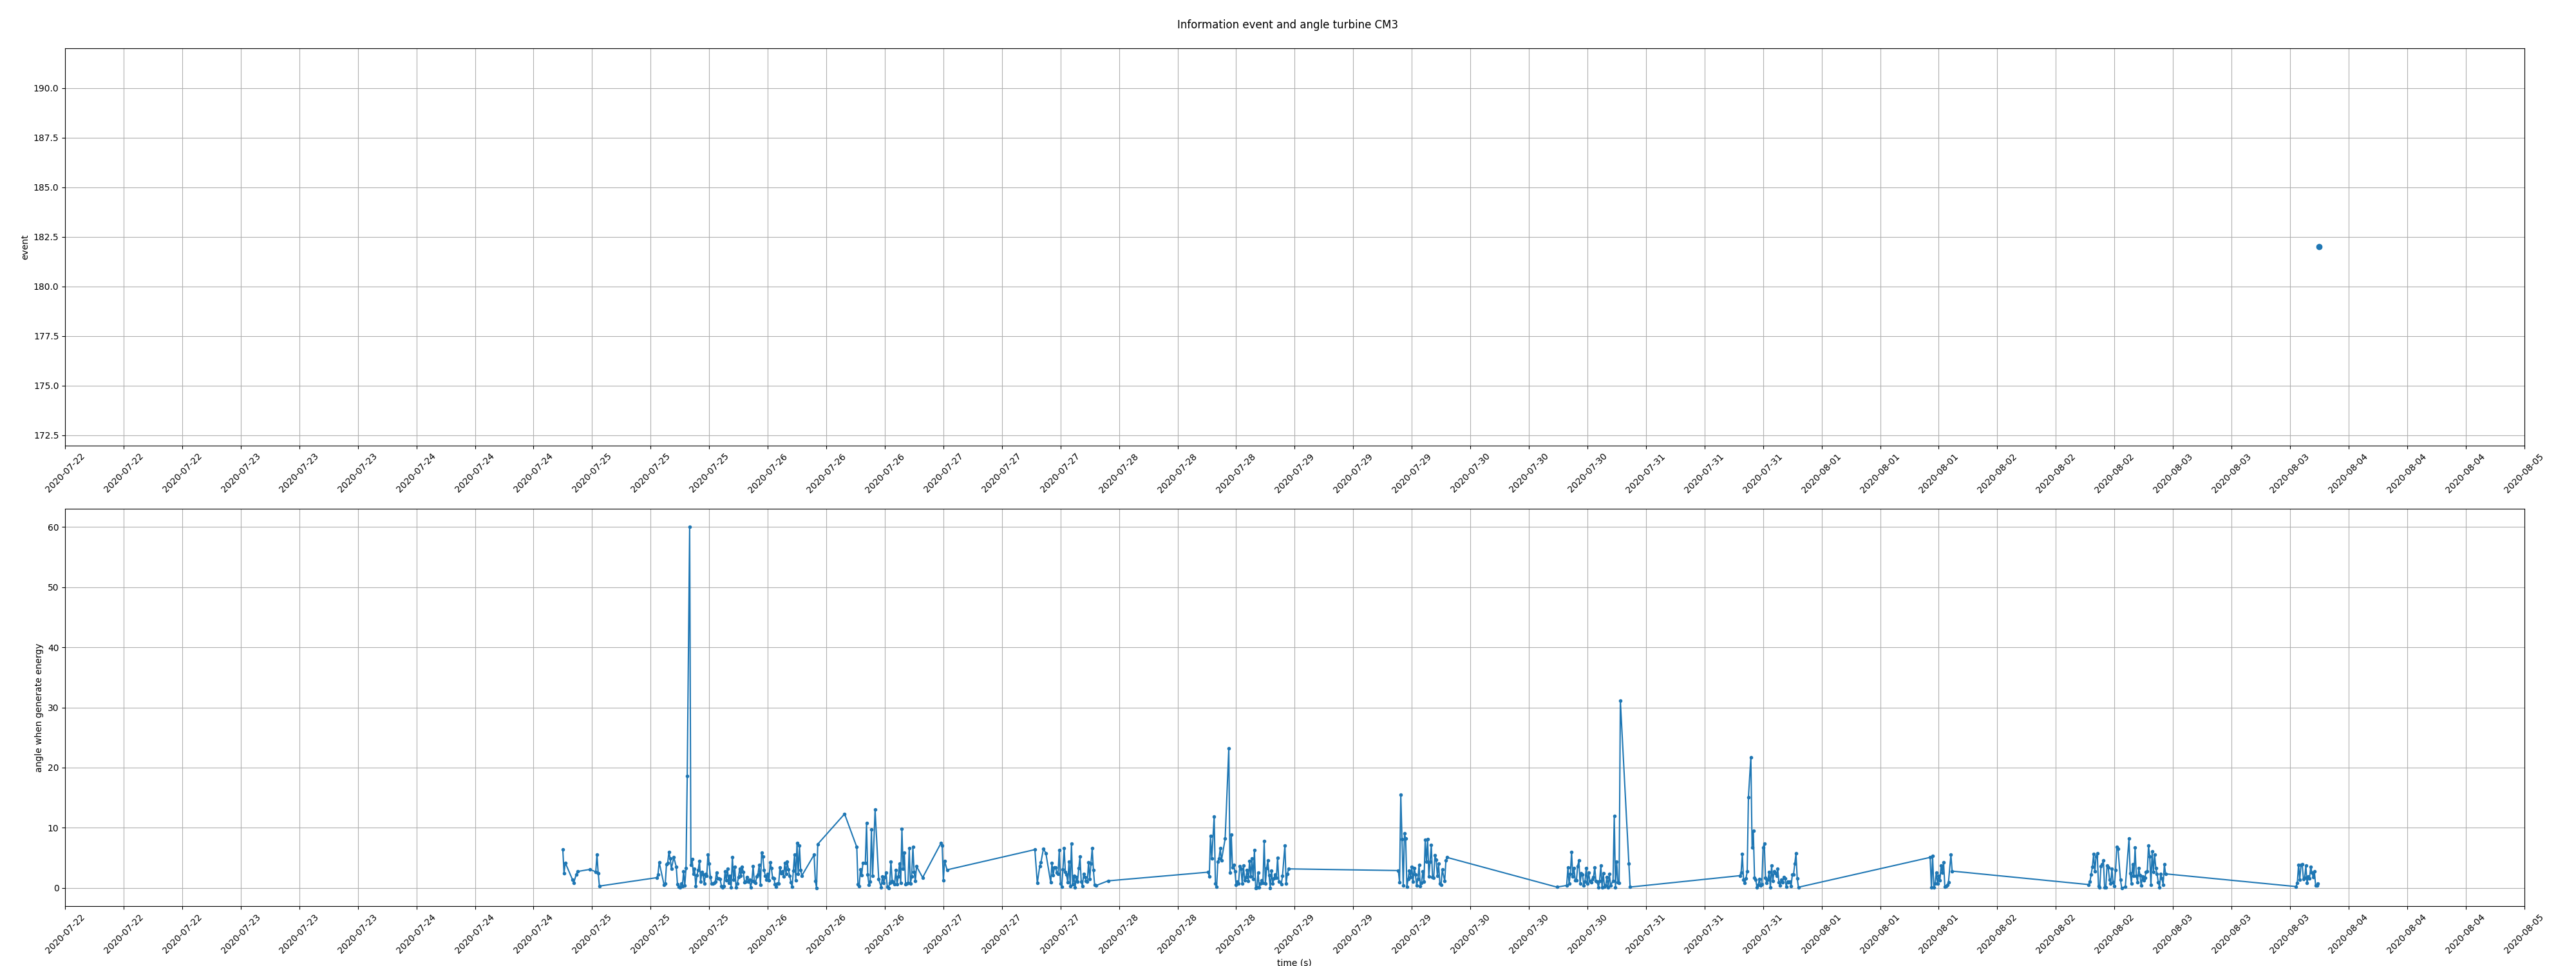 Information event and angle turbine CM3
190.0
187.5
185.0
182.5
180.0
177.5
175.0
172.5
event
2020-07-22 2020-07-22 2020-07-22 2020-07-23 2020-07-23 2020-07-23 2020-07-24 2020-07-24 2020-07-24 2020-07-25 2020-07-25 2020-07-25 2020-07-26 2020-07-26 2020-07-26 2020-07-27 2020-07-27 2020-07-27 2020-07-28 2020-07-28 2020-07-28 2020-07-29 2020-07-29 2020-07-29 2020-07-30 2020-07-30 2020-07-30 2020-07-31 2020-07-31 2020-07-31 2020-08-01 2020-08-01 2020-08-01 2020-08-02 2020-08-02 2020-08-02 2020-08-03 2020-08-03 2020-08-03 2020-08-04 2020-08-04 2020-08-04 2020-08-05
60
50
40
30
20
10
0
angle when generate energy
2020-07-22 2020-07-22 2020-07-22 2020-07-23 2020-07-23 2020-07-23 2020-07-24 2020-07-24 2020-07-24 2020-07-25 2020-07-25 2020-07-25 2020-07-26 2020-07-26 2020-07-26 2020-07-27 2020-07-27 2020-07-27 2020-07-28 2020-07-28 2020-07-28 2020-07-29 2020-07-29 2020-07-29 2020-07-30 2020-07-30 2020-07-30 2020-07-31 2020-07-31 2020-07-31 2020-08-01 2020-08-01 2020-08-01 2020-08-02 2020-08-02 2020-08-02 2020-08-03 2020-08-03 2020-08-03 2020-08-04 2020-08-04 2020-08-04 2020-08-05
time (s)